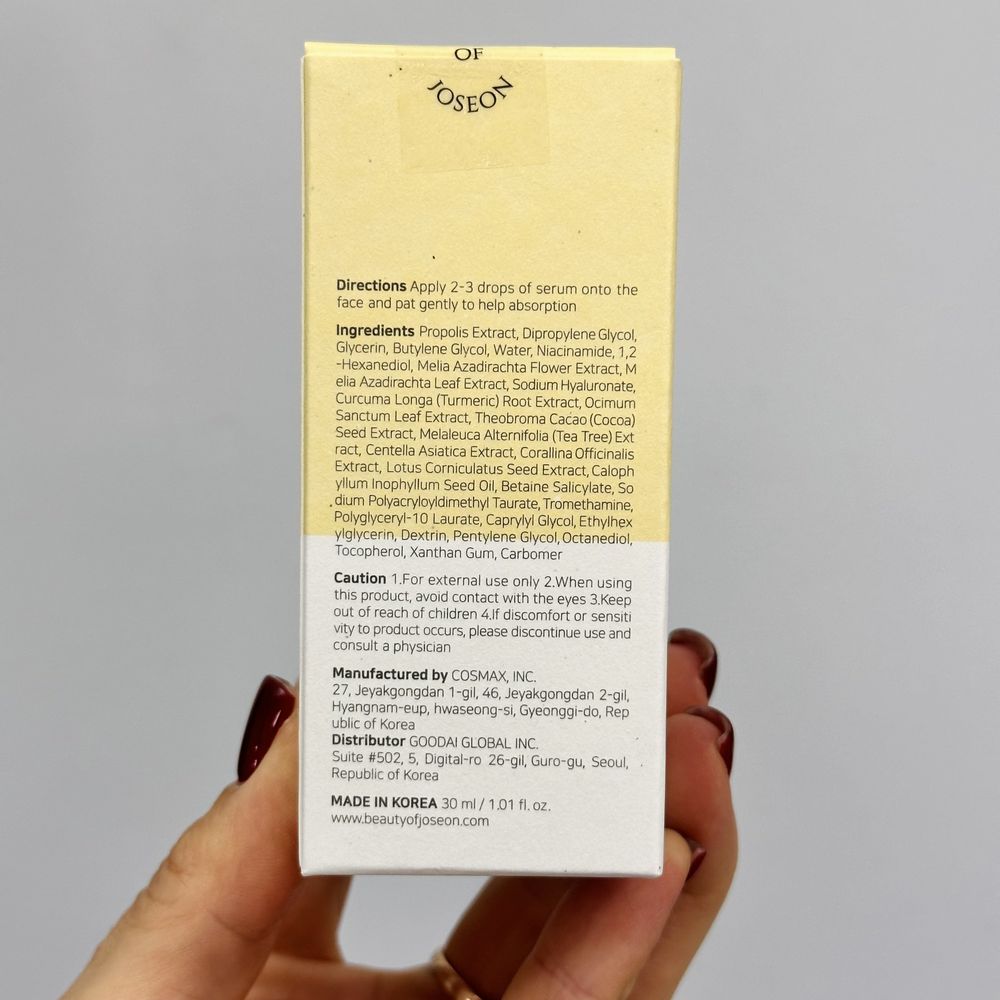 OF
JOSEON
Directions Apply 2-3 drops of serum onto the
face and pat gently to help absorption
Ingredients Propolis Extract, Dipropylene Glycol,
Glycerin, Butylene Glycol, Water, Niacinamide, 1,2
-Hexanediol, Melia Azadirachta Flower Extract, M
elia Azadirachta Leaf Extract, Sodium Hyaluronate,
Curcuma Longa (Turmeric) Root Extract, Ocimum
Sanctum Leaf Extract, Theobroma Cacao (Cocoa)
Seed Extract, Melaleuca Alternifolia (Tea Tree) Ext
ract, Centella Asiatica Extract, Corallina Officinalis
Extract, Lotus Corniculatus Seed Extract, Caloph
yllum Inophyllum Seed Oil, Betaine Salicylate, So
dium Polyacryloyldimethyl Taurate, Tromethamine,
Polyglyceryl-10 Laurate, Caprylyl Glycol, Ethylhex
ylglycerin, Dextrin, Pentylene Glycol, Octanediol,
Tocopherol, Xanthan Gum, Carbomer
Caution 1.For external use only 2.When using
this product, avoid contact with the eyes 3.Keep
out of reach of children 4.If discomfort or sensiti
vity to product occurs, please discontinue use and
consult a physician
Manufactured by COSMAX, INC.
27, Jeyakgongdan 1-gil, 46, Jeyakgongdan 2-gil,
Hyangnam-eup, hwaseong-si, Gyeonggi-do, Rep
ublic of Korea
Distributor GOODAI GLOBAL INC.
Suite #502, 5, Digital-ro 26-gil, Guro-gu, Seoul,
Republic of Korea
MADE IN KOREA 30 ml / 1.01 fl. oz.
www.beautyofjoseon.com